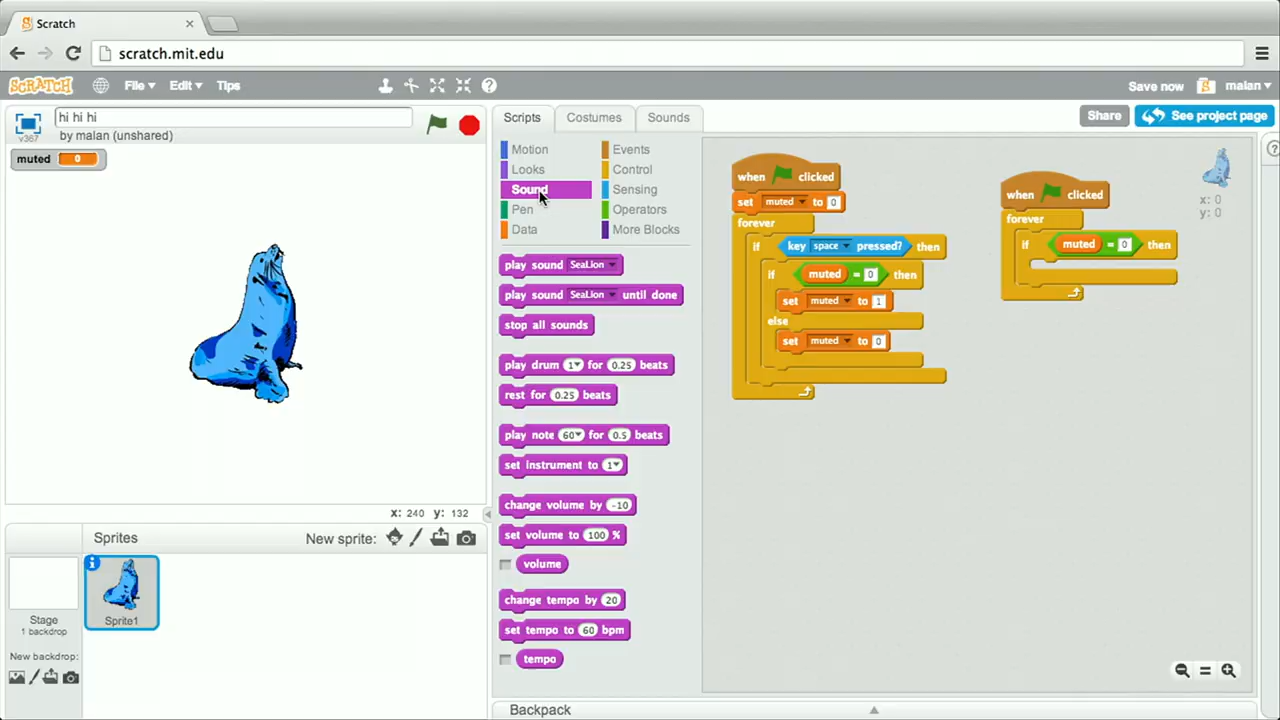 Scratch
scratch.mit.edu
SCRATCH File Edit Tips Save now malan
hi hi hi
by malan (unshared)
v367
muted 0
Scripts Costumes Sounds
Share See project page
Motion Events
Looks Control
Sound Sensing
Pen Operators
Data More Blocks
play sound SeaLion
play sound SeaLion until done
stop all sounds
play drum 1 for 0.25 beats
rest for 0.25 beats
play note 60 for 0.5 beats
set instrument to 1
change volume by -10
set volume to 100 %
volume
change tempo by 20
set tempo to 60 bpm
tempo
when clicked
set muted to 0
forever
if key space pressed? then
if muted = 0 then
set muted to 1
else
set muted to 0
when clicked
forever
if muted = 0 then
x: 0
y: 0
x: 240 y: 132
Sprites New sprite:
Stage
1 backdrop
Sprite1
New backdrop:
Backpack